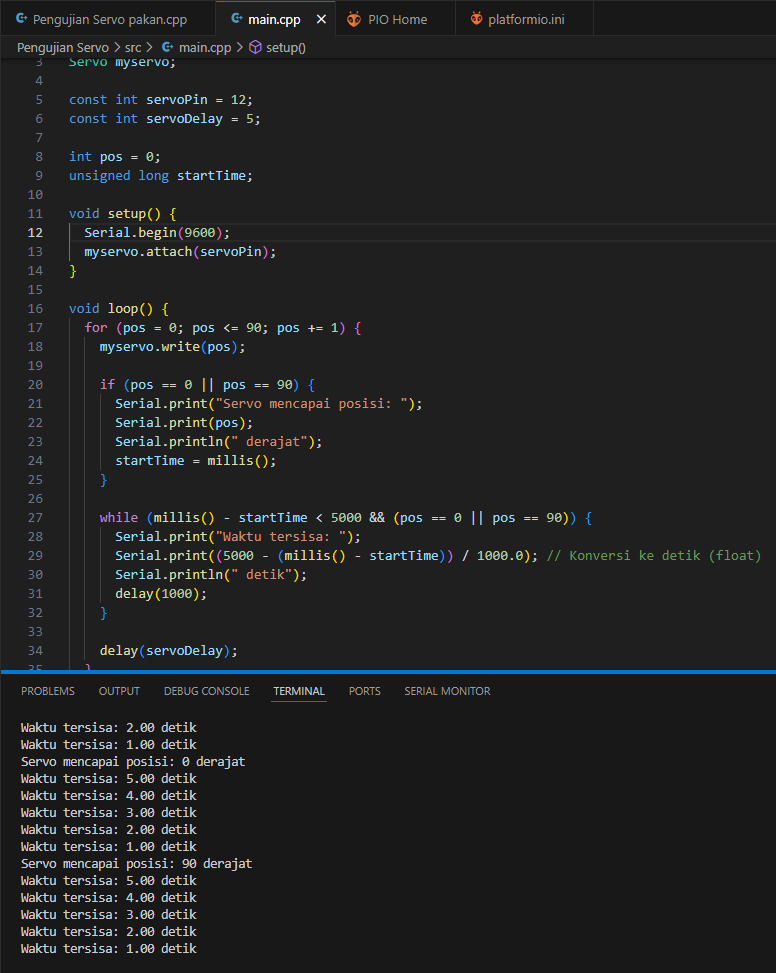 Pengujian Servo pakan.cpp main.cpp PIO Home platformio.ini
Pengujian Servo > src > main.cpp > setup()
3 Servo myservo;
4
5 const int servoPin = 12;
6 const int servoDelay = 5;
7
8 int pos = 0;
9 unsigned long startTime;
10
11 void setup() {
12 Serial.begin(9600);
13 myservo.attach(servoPin);
14 }
15
16 void loop() {
17 for (pos = 0; pos <= 90; pos += 1) {
18 myservo.write(pos);
19
20 if (pos == 0 || pos == 90) {
21 Serial.print("Servo mencapai posisi: ");
22 Serial.print(pos);
23 Serial.println(" derajat");
24 startTime = millis();
25 }
26
27 while (millis() - startTime < 5000 && (pos == 0 || pos == 90)) {
28 Serial.print("Waktu tersisa: ");
29 Serial.print((5000 - (millis() - startTime)) / 1000.0); // Konversi ke detik (float)
30 Serial.println(" detik");
31 delay(1000);
32 }
33
34 delay(servoDelay);
35 }
PROBLEMS OUTPUT DEBUG CONSOLE TERMINAL PORTS SERIAL MONITOR
Waktu tersisa: 2.00 detik
Waktu tersisa: 1.00 detik
Servo mencapai posisi: 0 derajat
Waktu tersisa: 5.00 detik
Waktu tersisa: 4.00 detik
Waktu tersisa: 3.00 detik
Waktu tersisa: 2.00 detik
Waktu tersisa: 1.00 detik
Servo mencapai posisi: 90 derajat
Waktu tersisa: 5.00 detik
Waktu tersisa: 4.00 detik
Waktu tersisa: 3.00 detik
Waktu tersisa: 2.00 detik
Waktu tersisa: 1.00 detik